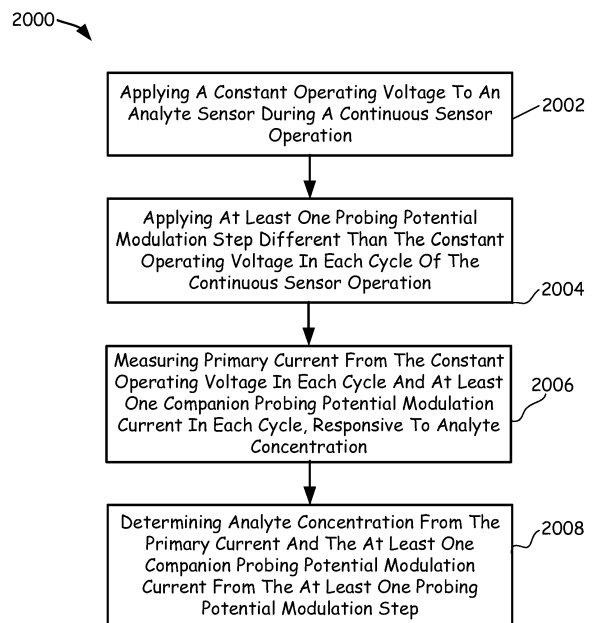 2000
Applying A Constant Operating Voltage To An
Analyte Sensor During A Continuous Sensor
Operation
2002
Applying At Least One Probing Potential
Modulation Step Different Than The Constant
Operating Voltage In Each Cycle Of The
Continuous Sensor Operation
2004
Measuring Primary Current From The Constant
Operating Voltage In Each Cycle And At Least
One Companion Probing Potential Modulation
Current In Each Cycle, Responsive To Analyte
Concentration
2006
Determining Analyte Concentration From The
Primary Current And The At Least One
Companion Probing Potential Modulation
Current From The At Least One Probing
Potential Modulation Step
2008